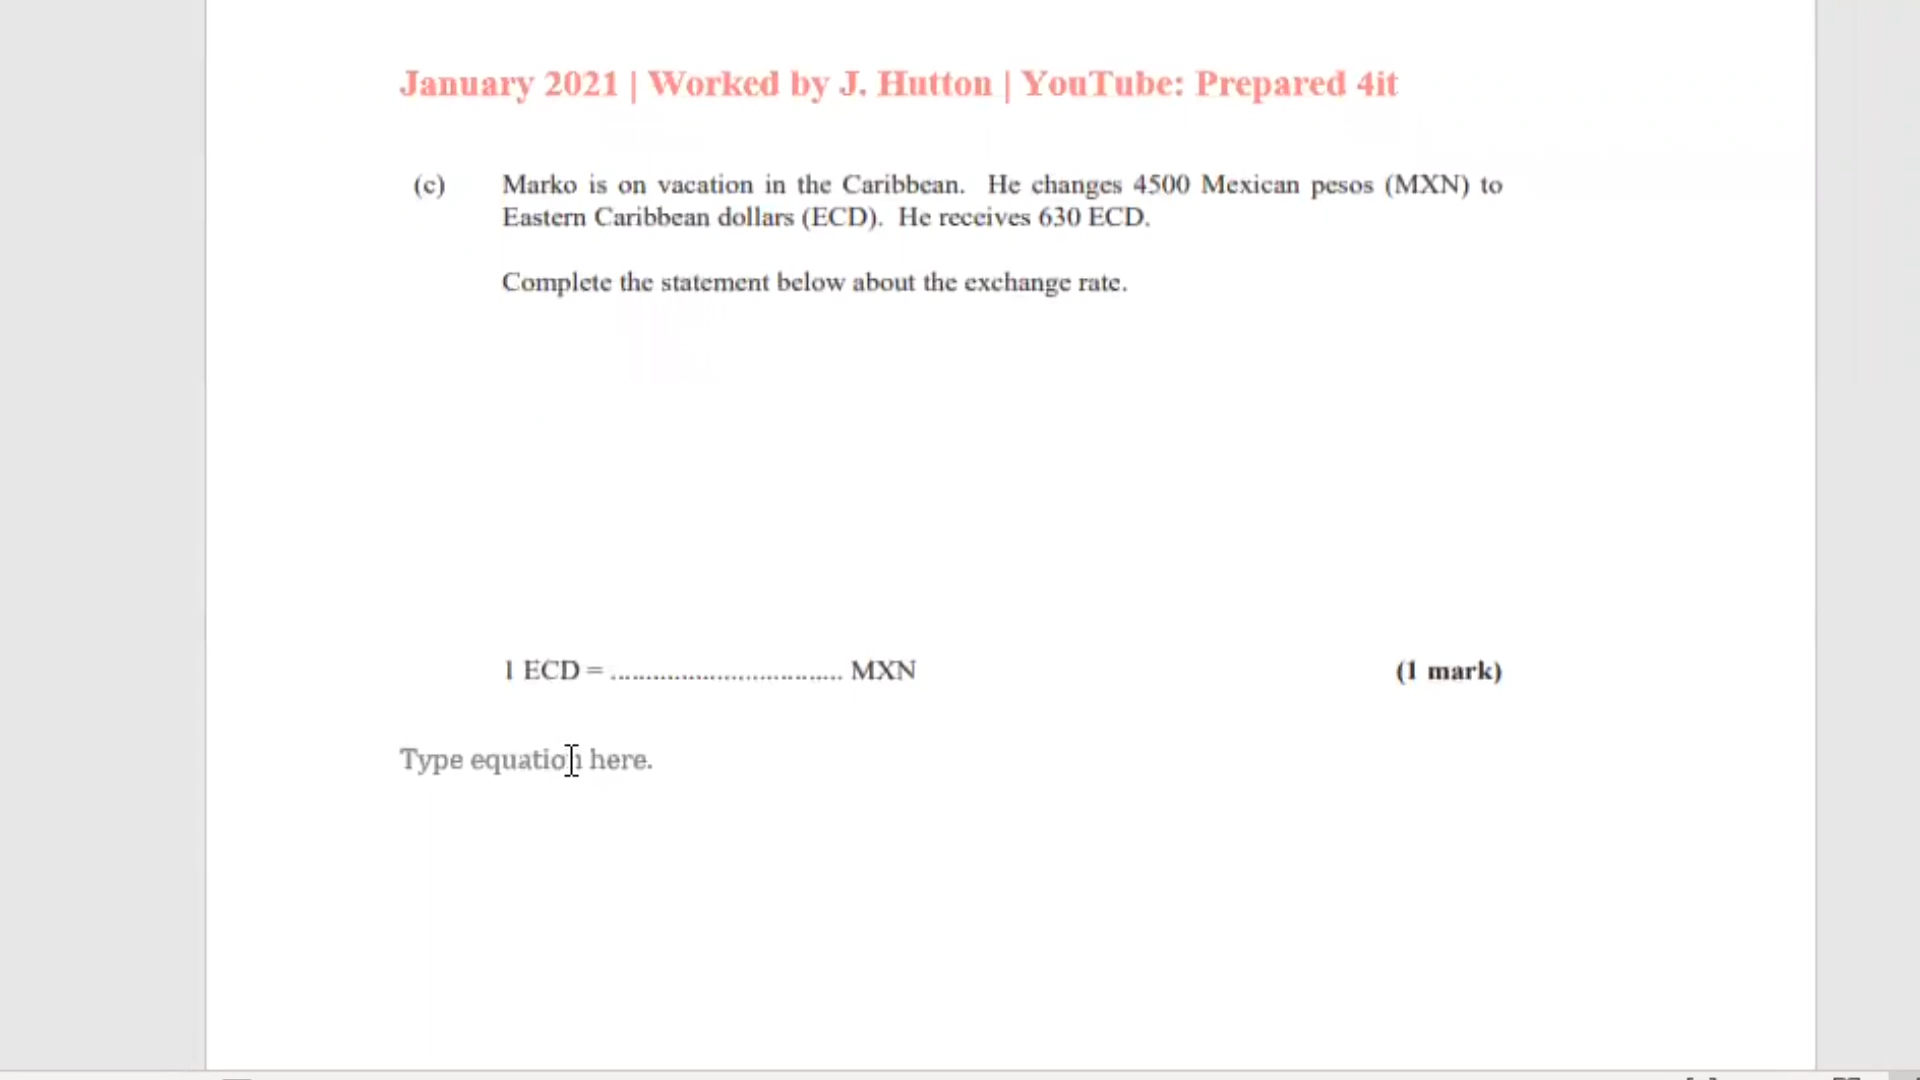 January 2021 | Worked by J. Hutton | YouTube: Prepared 4it
(c) Marko is on vacation in the Caribbean. He changes 4500 Mexican pesos (MXN) to
Eastern Caribbean dollars (ECD). He receives 630 ECD.
Complete the statement below about the exchange rate.
1 ECD = ................................. MXN (1 mark)
Type equation here.